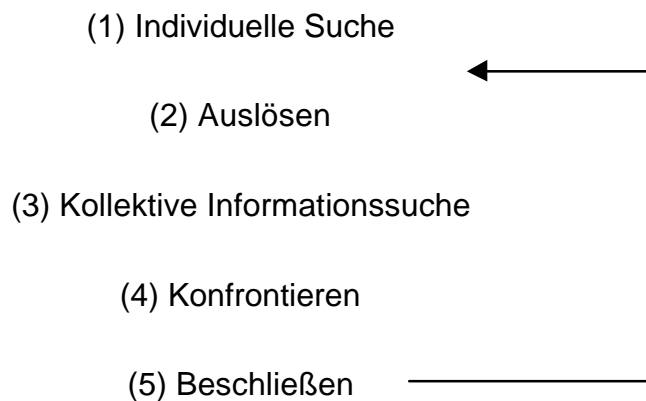 (1) Individuelle Suche
(2) Auslösen
(3) Kollektive Informationssuche
(4) Konfrontieren
(5) Beschließen